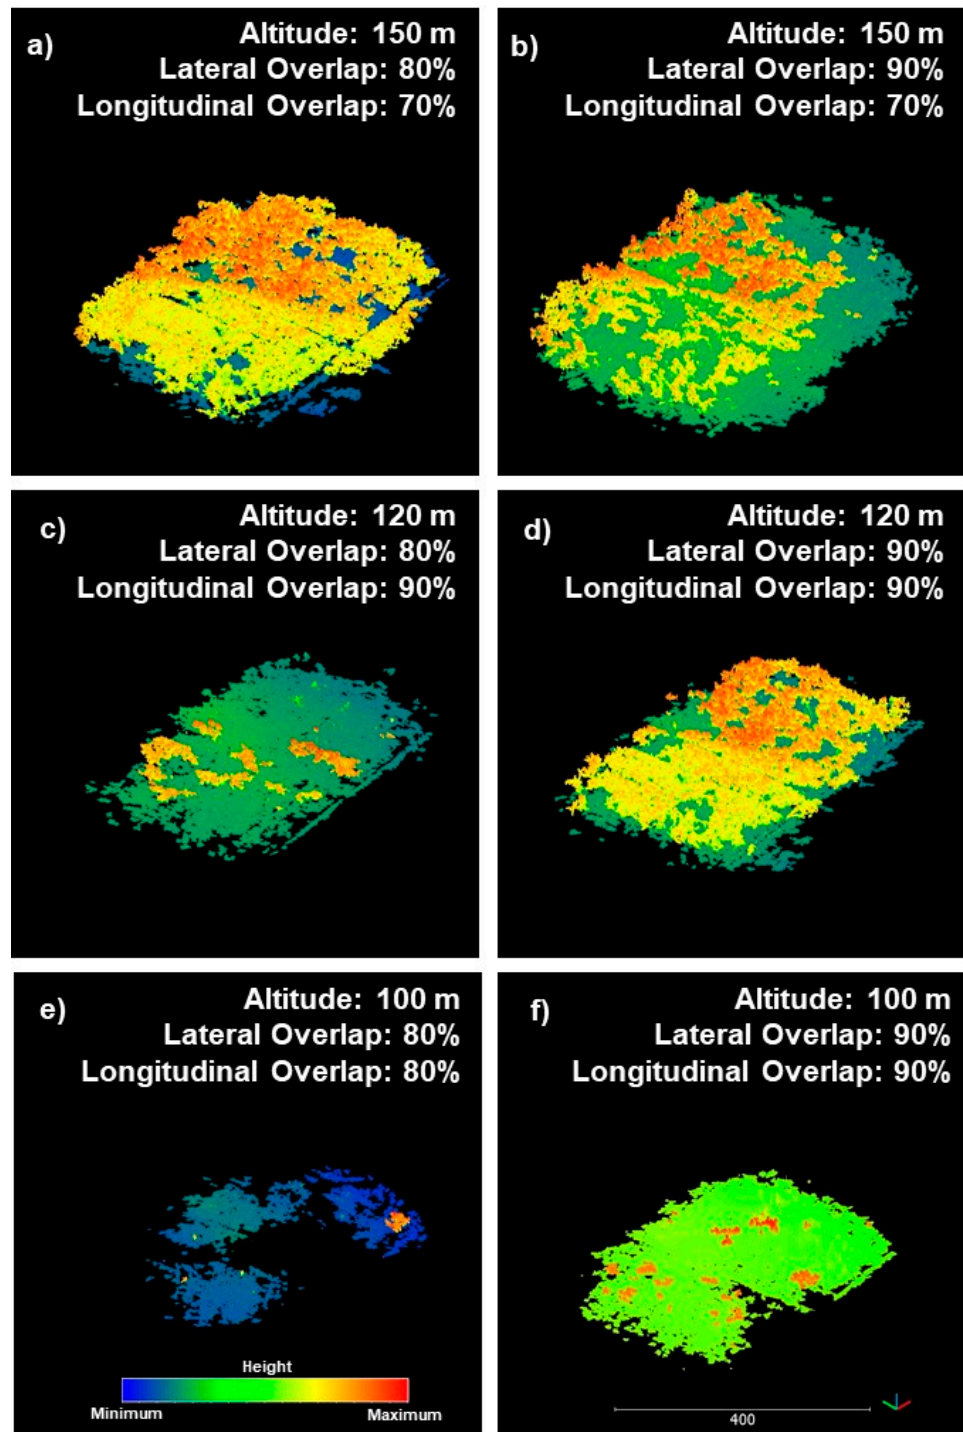 a)
Altitude: 150 m
Lateral Overlap: 80%
Longitudinal Overlap: 70%
b)
Altitude: 150 m
Lateral Overlap: 90%
Longitudinal Overlap: 70%
c)
Altitude: 120 m
Lateral Overlap: 80%
Longitudinal Overlap: 90%
d)
Altitude: 120 m
Lateral Overlap: 90%
Longitudinal Overlap: 90%
e)
Altitude: 100 m
Lateral Overlap: 80%
Longitudinal Overlap: 80%
Height
Minimum
Maximum
f)
Altitude: 100 m
Lateral Overlap: 90%
Longitudinal Overlap: 90%
400